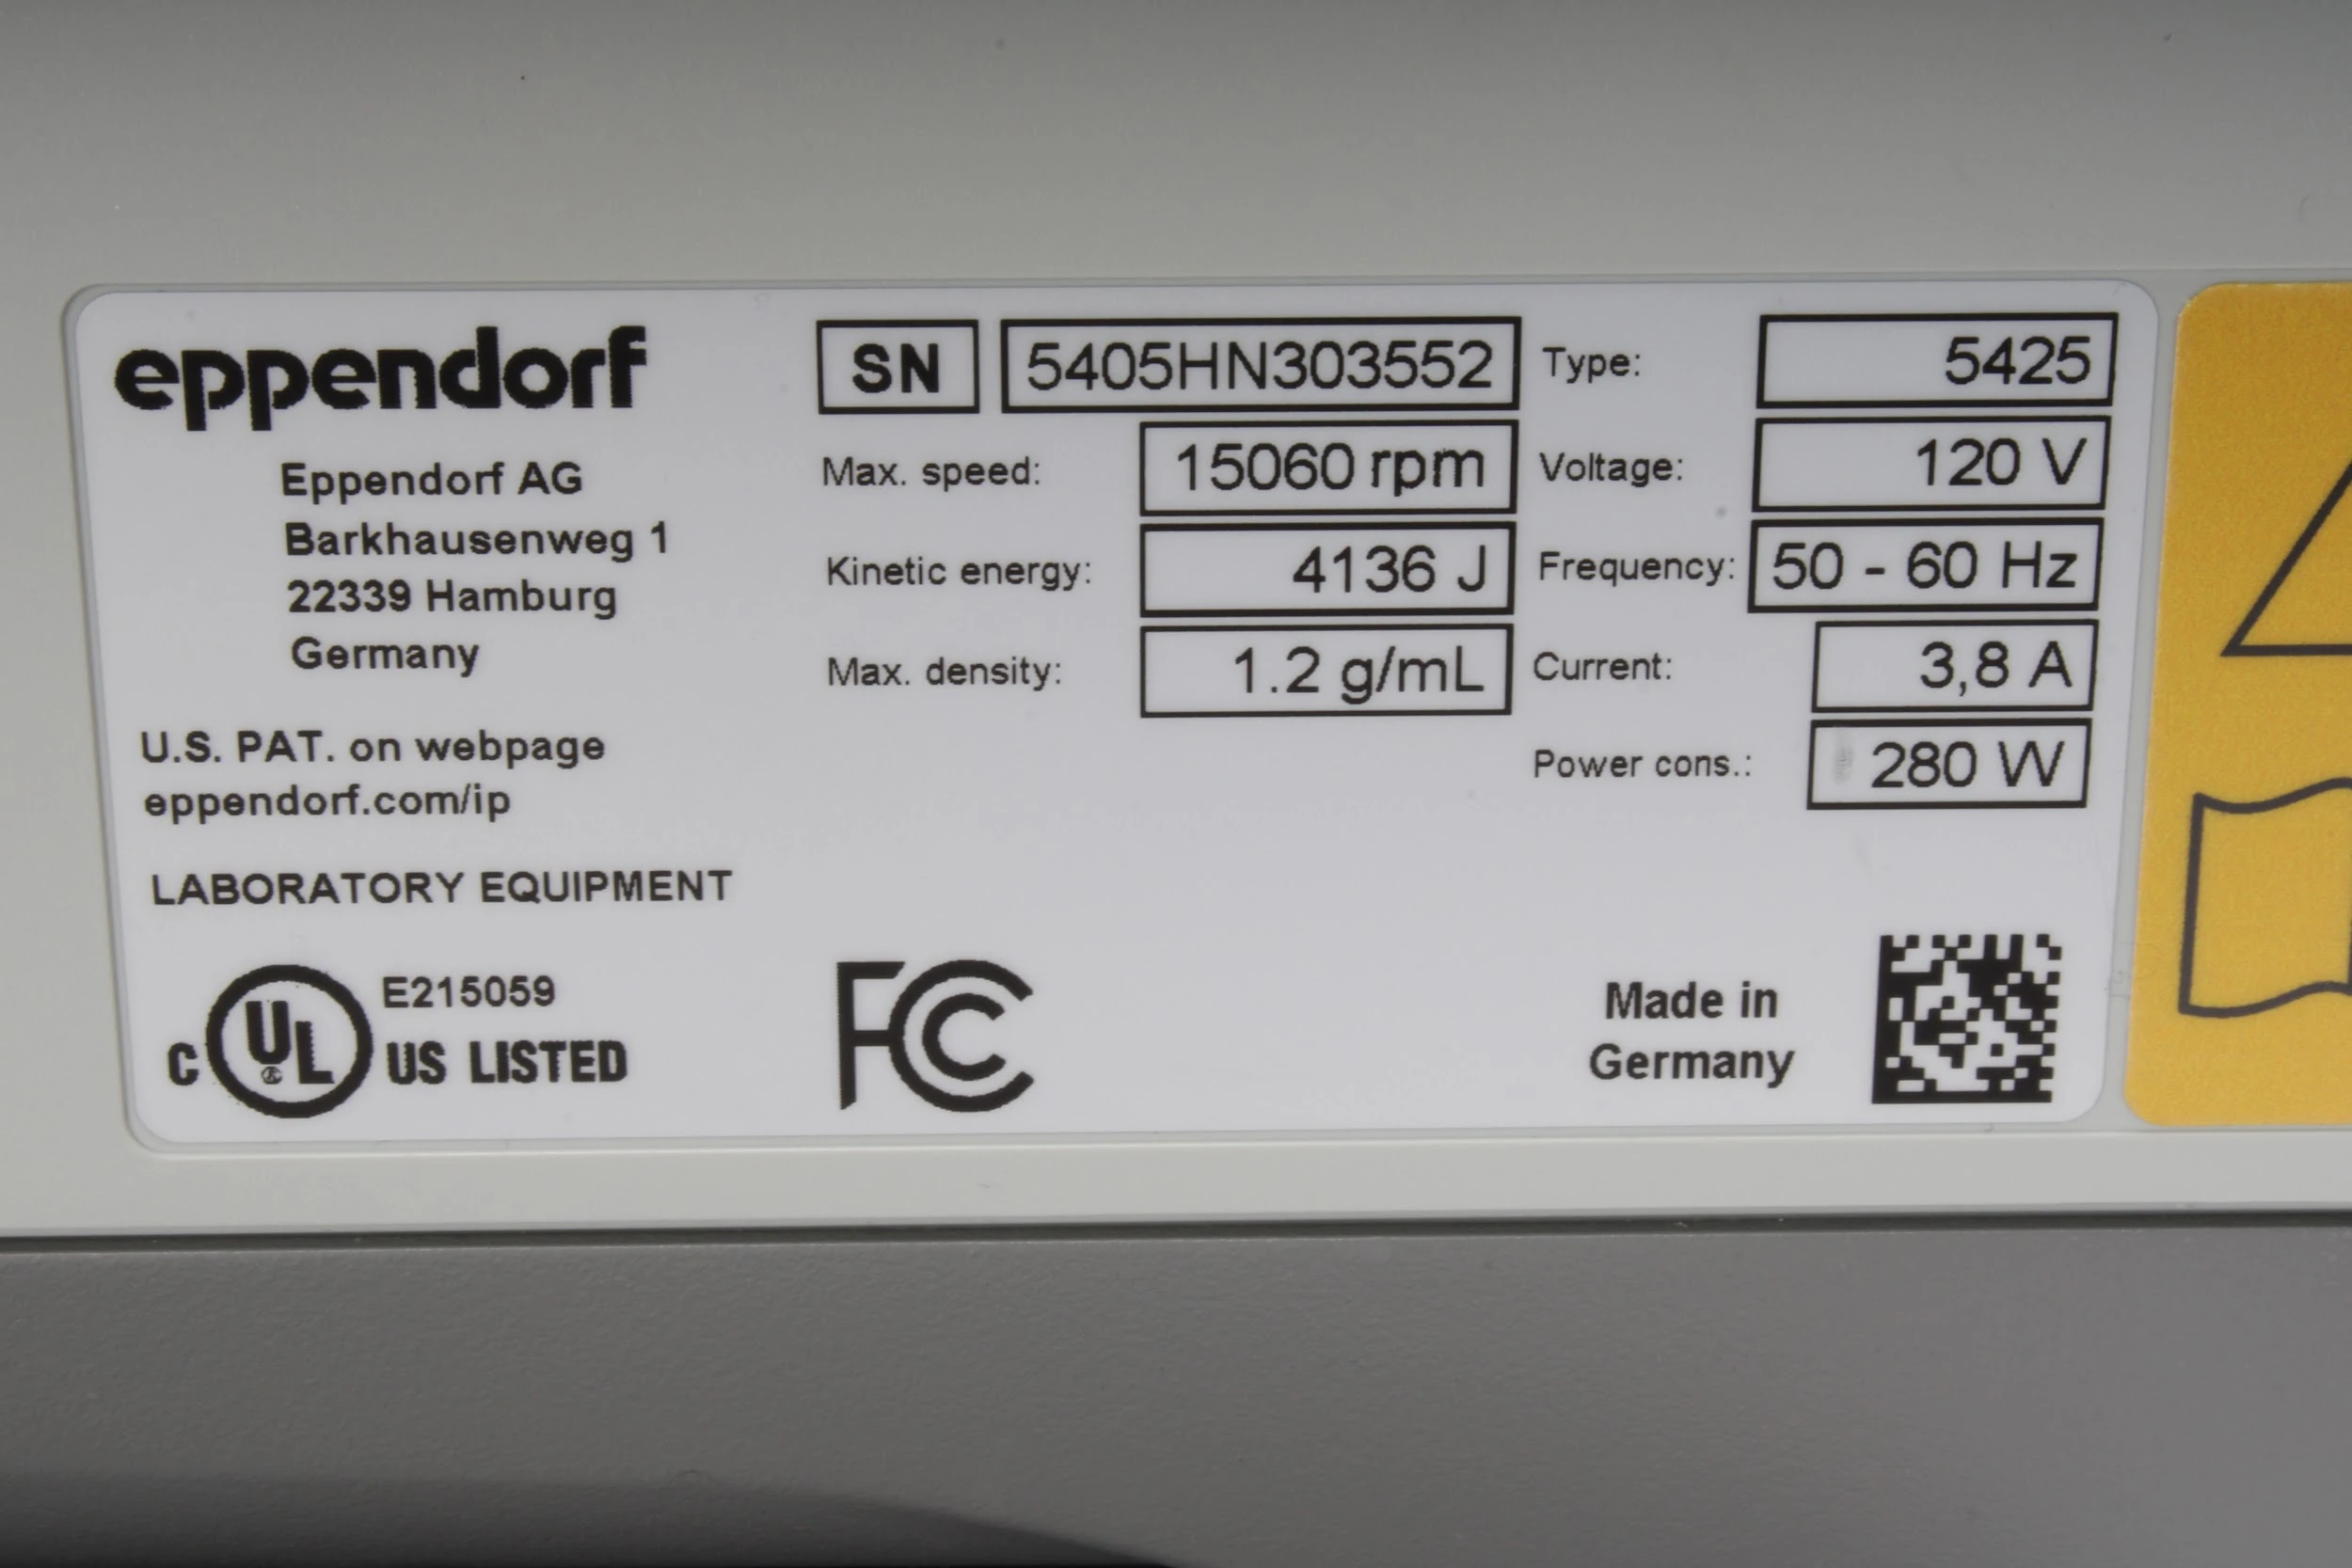 eppendorf
Eppendorf AG
Barkhausenweg 1
22339 Hamburg
Germany
U.S. PAT. on webpage
eppendorf.com/ip
LABORATORY EQUIPMENT
C UL E215059
US LISTED
SN 5405HN303552 Type: 5425
Max. speed: 15060 rpm Voltage: 120 V
Kinetic energy: 4136 J Frequency: 50 - 60 Hz
Max. density: 1.2 g/mL Current: 3,8 A
Power cons.: 280 W
FC
Made in
Germany